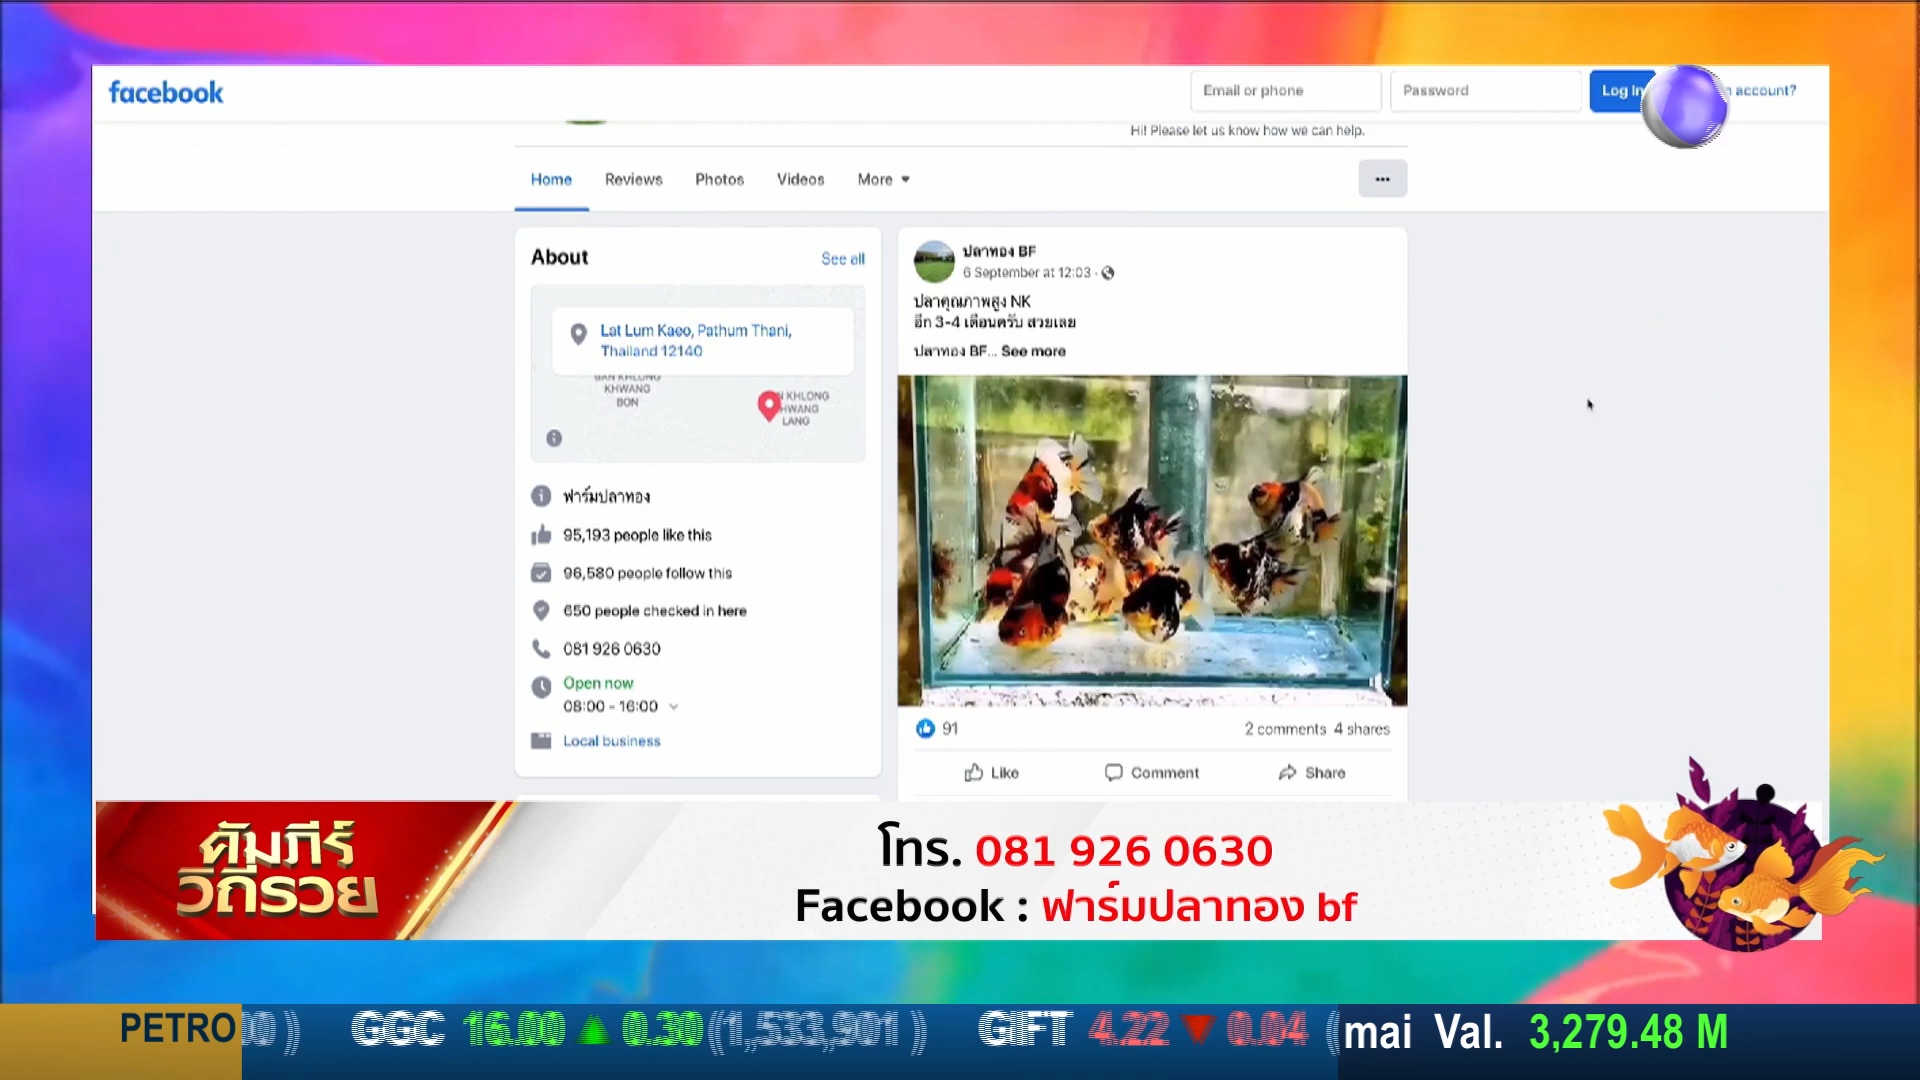 facebook
Email or phone
Password
Log In
account?
Hi! Please let us know how we can help.
Home
Reviews
Photos
Videos
More
About
See all
Lat Lum Kaeo, Pathum Thani,
Thailand 12140
BAN KHLONG
KHWANG
BON
KHLONG
HWANG
LANG
ฟาร์มปลาทอง
95,193 people like this
96,580 people follow this
650 people checked in here
081 926 0630
Open now
08:00 - 16:00
Local business
ปลาทอง BF
6 September at 12:03
ปลาคุณภาพสูง NK
อีก 3-4 เดือนครับ สวยเลย
ปลาทอง BF... See more
91
2 comments 4 shares
Like
Comment
Share
คัมภีร์
วิถีรวย
โทร. 081 926 0630
Facebook : ฟาร์มปลาทอง bf
PETRO
GGC 16.00 ▲ 0.30 (1,533,901)
GIFT 4.22 ▼ 0.04
mai Val. 3,279.48 M